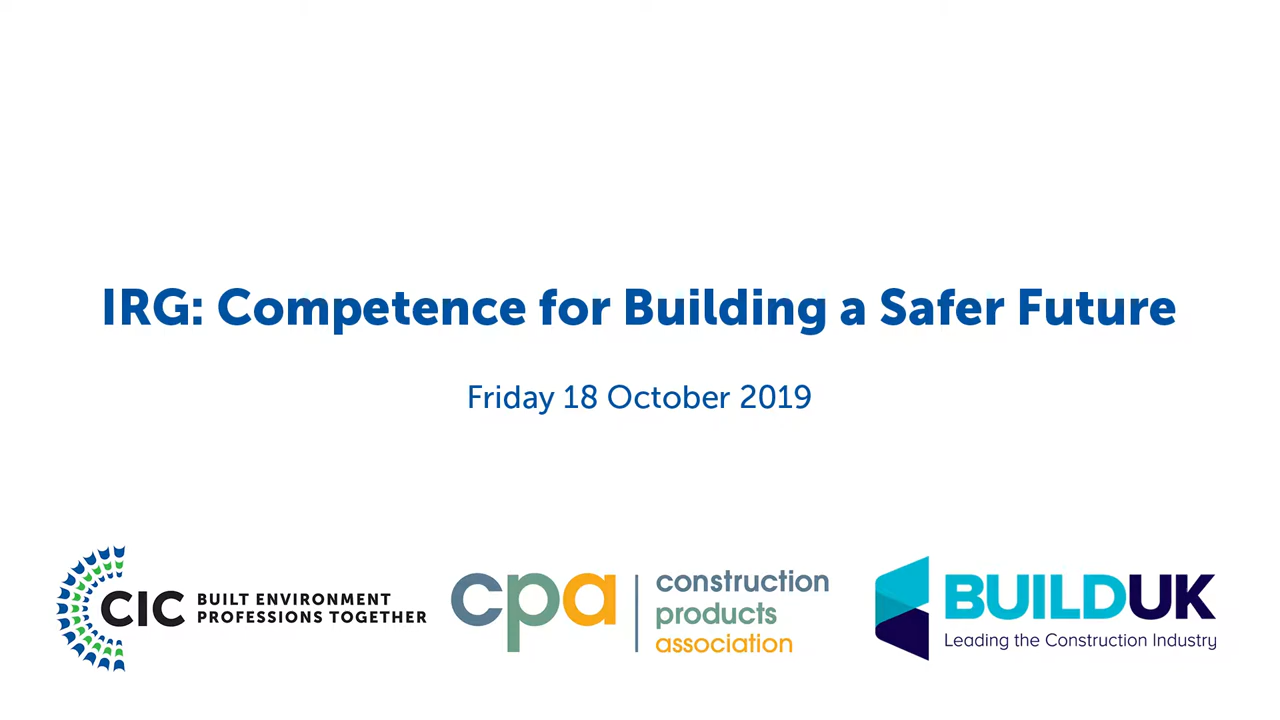 IRG: Competence for Building a Safer Future
Friday 18 October 2019
CIC
BUILT ENVIRONMENT
PROFESSIONS TOGETHER
cpa
construction
products
association
BUILDUK
Leading the Construction Industry